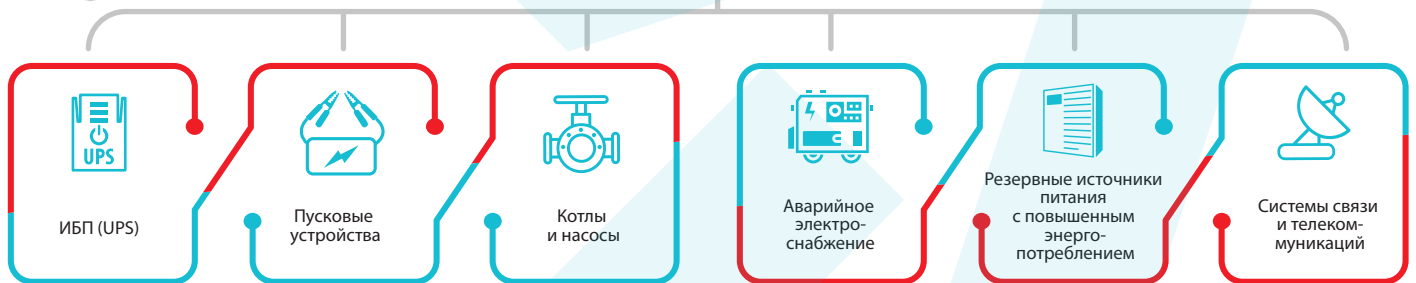 UPS
ИБП (UPS)
Пусковые
устройства
Котлы
и насосы
Аварийное
электро-
снабжение
Резервные источники
питания
с повышенным
энерго-
потреблением
Системы связи
и телеком-
муникаций